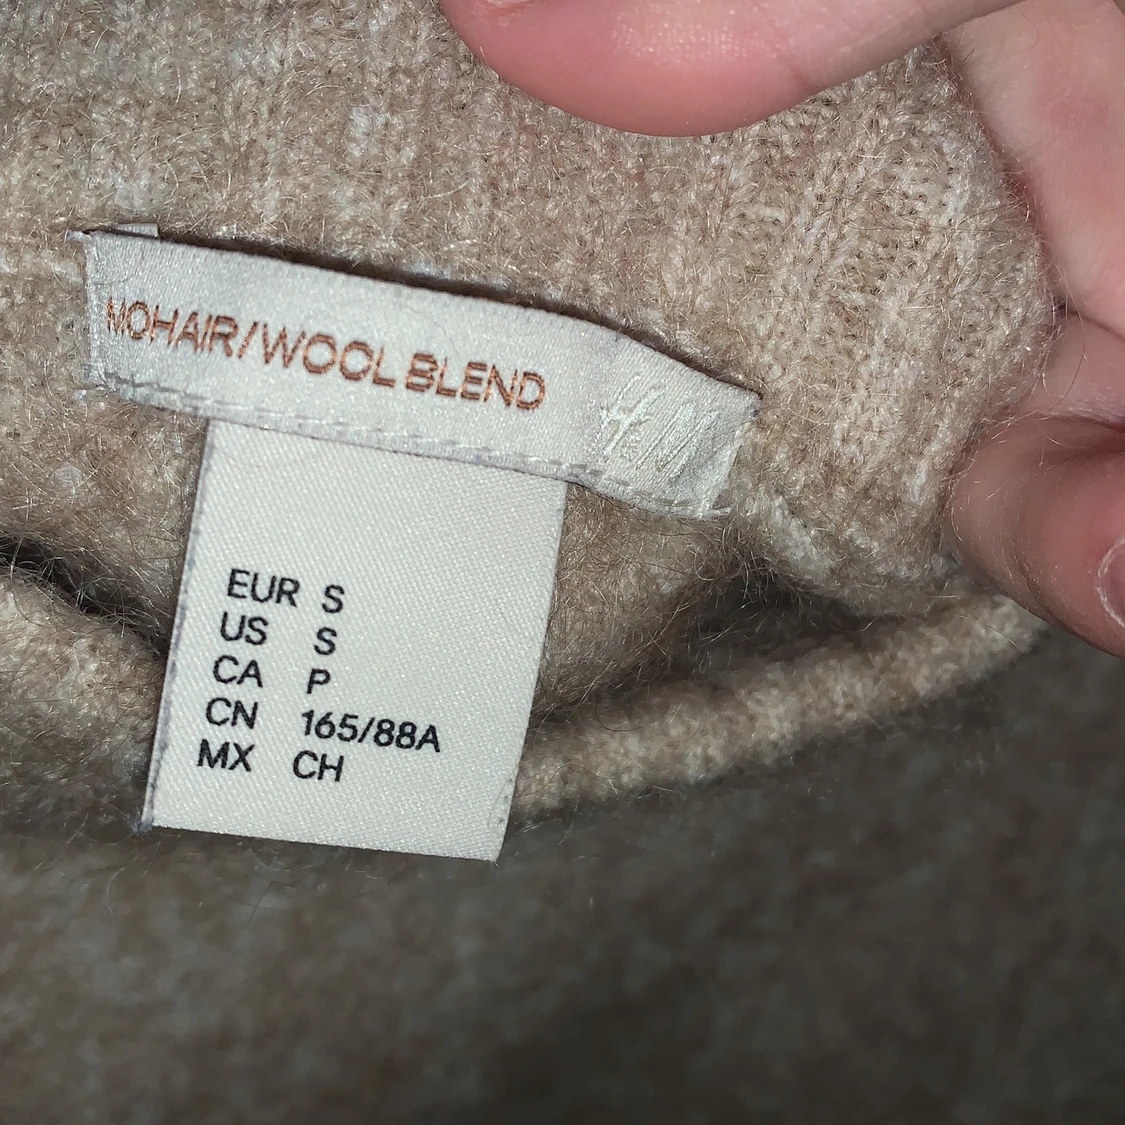 MOHAIR/WOOL BLEND
H&M
EUR S
US S
CA P
CN 165/88A
MX CH